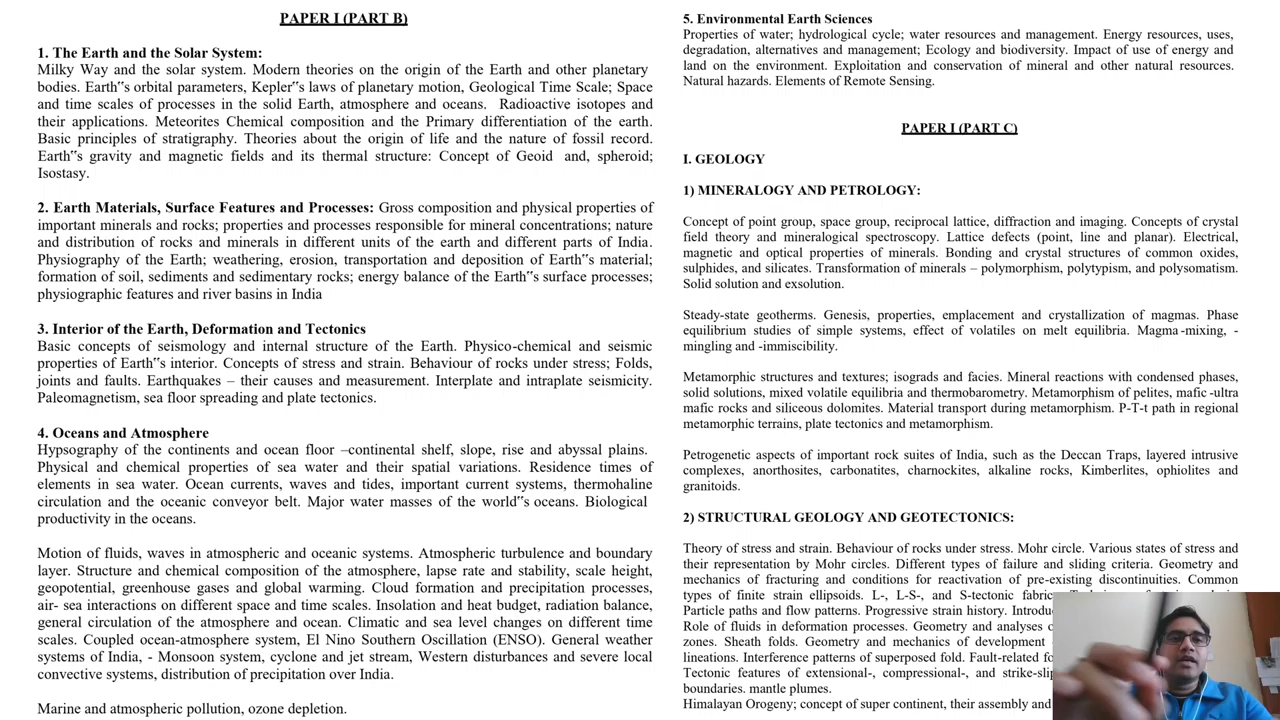 PAPER I (PART B)
1. The Earth and the Solar System:
Milky Way and the solar system. Modern theories on the origin of the Earth and other planetary
bodies. Earth"s orbital parameters, Kepler"s laws of planetary motion, Geological Time Scale; Space
and time scales of processes in the solid Earth, atmosphere and oceans. Radioactive isotopes and
their applications. Meteorites Chemical composition and the Primary differentiation of the earth.
Basic principles of stratigraphy. Theories about the origin of life and the nature of fossil record.
Earth"s gravity and magnetic fields and its thermal structure: Concept of Geoid and, spheroid;
Isostasy.
2. Earth Materials, Surface Features and Processes: Gross composition and physical properties of
important minerals and rocks; properties and processes responsible for mineral concentrations; nature
and distribution of rocks and minerals in different units of the earth and different parts of India.
Physiography of the Earth; weathering, erosion, transportation and deposition of Earth"s material;
formation of soil, sediments and sedimentary rocks; energy balance of the Earth"s surface processes;
physiographic features and river basins in India
3. Interior of the Earth, Deformation and Tectonics
Basic concepts of seismology and internal structure of the Earth. Physico-chemical and seismic
properties of Earth"s interior. Concepts of stress and strain. Behaviour of rocks under stress; Folds,
joints and faults. Earthquakes – their causes and measurement. Interplate and intraplate seismicity.
Paleomagnetism, sea floor spreading and plate tectonics.
4. Oceans and Atmosphere
Hypsography of the continents and ocean floor –continental shelf, slope, rise and abyssal plains.
Physical and chemical properties of sea water and their spatial variations. Residence times of
elements in sea water. Ocean currents, waves and tides, important current systems, thermohaline
circulation and the oceanic conveyor belt. Major water masses of the world"s oceans. Biological
productivity in the oceans.
Motion of fluids, waves in atmospheric and oceanic systems. Atmospheric turbulence and boundary
layer. Structure and chemical composition of the atmosphere, lapse rate and stability, scale height,
geopotential, greenhouse gases and global warming. Cloud formation and precipitation processes,
air- sea interactions on different space and time scales. Insolation and heat budget, radiation balance,
general circulation of the atmosphere and ocean. Climatic and sea level changes on different time
scales. Coupled ocean-atmosphere system, El Nino Southern Oscillation (ENSO). General weather
systems of India, - Monsoon system, cyclone and jet stream, Western disturbances and severe local
convective systems, distribution of precipitation over India.
Marine and atmospheric pollution, ozone depletion.
5. Environmental Earth Sciences
Properties of water; hydrological cycle; water resources and management. Energy resources, uses,
degradation, alternatives and management; Ecology and biodiversity. Impact of use of energy and
land on the environment. Exploitation and conservation of mineral and other natural resources.
Natural hazards. Elements of Remote Sensing.
PAPER I (PART C)
I. GEOLOGY
1) MINERALOGY AND PETROLOGY:
Concept of point group, space group, reciprocal lattice, diffraction and imaging. Concepts of crystal
field theory and mineralogical spectroscopy. Lattice defects (point, line and planar). Electrical,
magnetic and optical properties of minerals. Bonding and crystal structures of common oxides,
sulphides, and silicates. Transformation of minerals – polymorphism, polytypism, and polysomatism.
Solid solution and exsolution.
Steady-state geotherms. Genesis, properties, emplacement and crystallization of magmas. Phase
equilibrium studies of simple systems, effect of volatiles on melt equilibria. Magma-mixing, -
mingling and -immiscibility.
Metamorphic structures and textures; isograds and facies. Mineral reactions with condensed phases,
solid solutions, mixed volatile equilibria and thermobarometry. Metamorphism of pelites, mafic-ultra
mafic rocks and siliceous dolomites. Material transport during metamorphism. P-T-t path in regional
metamorphic terrains, plate tectonics and metamorphism.
Petrogenetic aspects of important rock suites of India, such as the Deccan Traps, layered intrusive
complexes, anorthosites, carbonatites, charnockites, alkaline rocks, Kimberlites, ophiolites and
granitoids.
2) STRUCTURAL GEOLOGY AND GEOTECTONICS:
Theory of stress and strain. Behaviour of rocks under stress. Mohr circle. Various states of stress and
their representation by Mohr circles. Different types of failure and sliding criteria. Geometry and
mechanics of fracturing and conditions for reactivation of pre-existing discontinuities. Common
types of finite strain ellipsoids. L-, L-S-, and S-tectonic
Particle paths and flow patterns. Progressive strain history.
Role of fluids in deformation processes. Geometry and analyses
zones. Sheath folds. Geometry and mechanics of development
lineations. Interference patterns of superposed fold. Fault-related
Tectonic features of extensional-, compressional-, and
boundaries. mantle plumes.
Himalayan Orogeny; concept of super continent, their assembly and